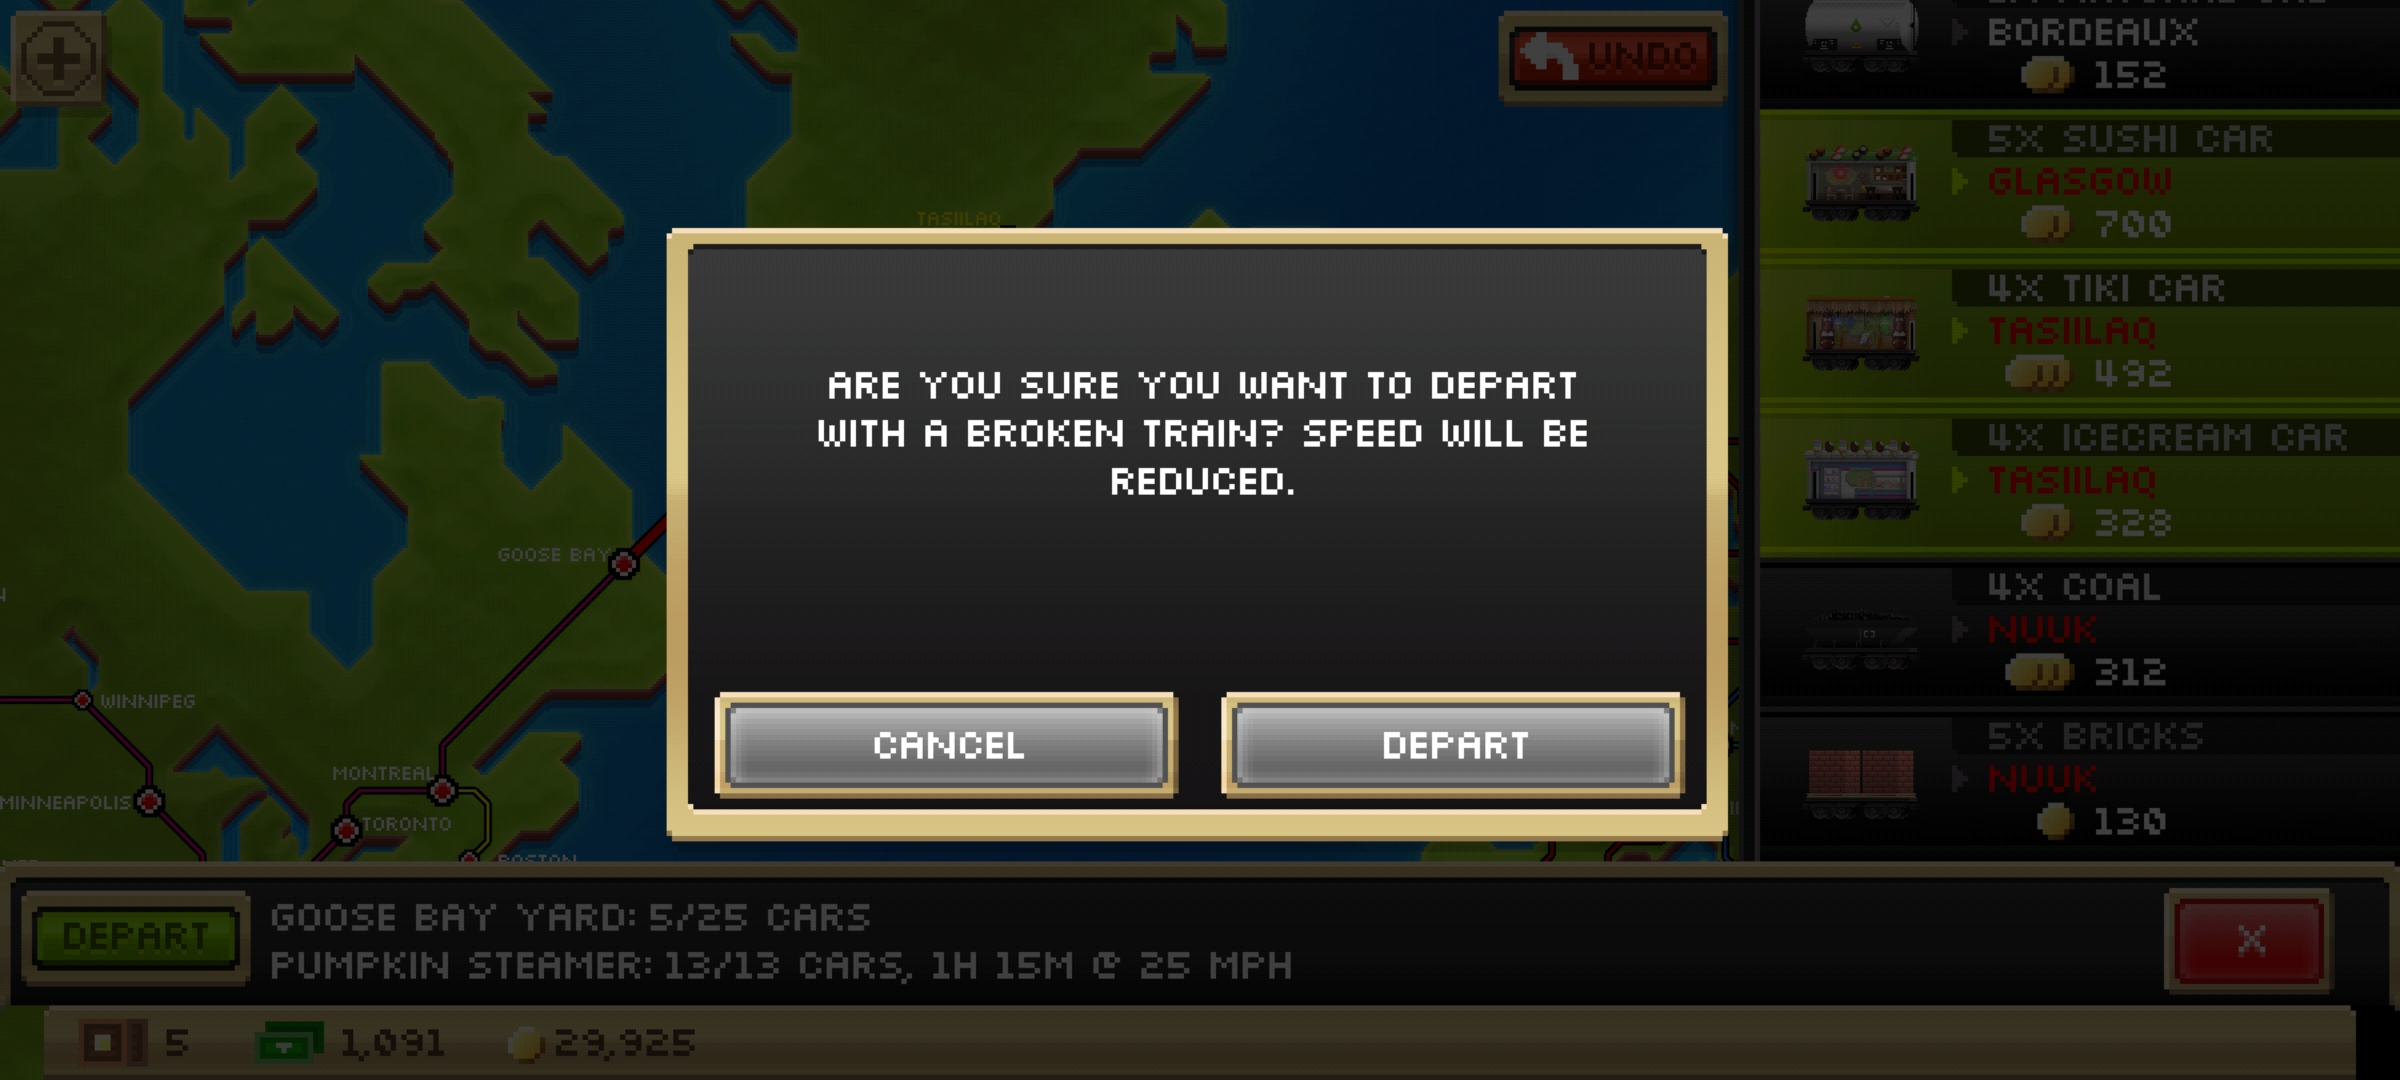 UNDO
BORDEAUX
152
5X SUSHI CAR
GLASGOW
700
TASIILAQ
4X TIKI CAR
TASIILAQ
492
ARE YOU SURE YOU WANT TO DEPART
WITH A BROKEN TRAIN? SPEED WILL BE
REDUCED.
4X ICECREAM CAR
TASIILAQ
328
GOOSE BAY
4X COAL
NUUK
312
WINNIPEG
CANCEL
DEPART
5X BRICKS
NUUK
130
MONTREAL
MINNEAPOLIS
TORONTO
BOSTON
DEPART
GOOSE BAY YARD: 5/25 CARS
PUMPKIN STEAMER: 13/13 CARS, 1H 15M @ 25 MPH
X
5
1,091
29,925